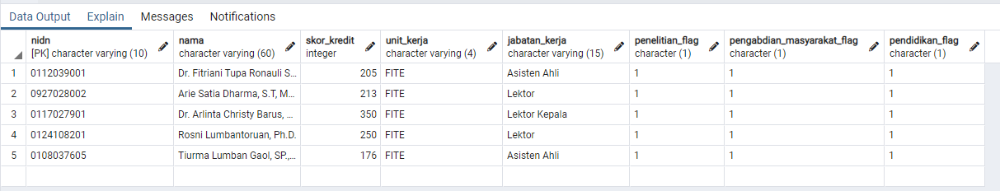 Data Output Explain Messages Notifications
nidn nama skor_kredit unit_kerja jabatan_kerja penelitian_flag pengabdian_masyarakat_flag pendidikan_flag
[PK] character varying (10) character varying (60) integer character varying (4) character varying (15) character (1) character (1) character (1)
1 0112039001 Dr. Fitriani Tupa Ronauli S... 205 FITE Asisten Ahli 1 1 1
2 0927028002 Arie Satia Dharma, S.T, M... 213 FITE Lektor 1 1 1
3 0117027901 Dr. Arlinta Christy Barus, ... 350 FITE Lektor Kepala 1 1 1
4 0124108201 Rosni Lumbantoruan, Ph.D. 250 FITE Lektor 1 1 1
5 0108037605 Tiurma Lumban Gaol, SP.,... 176 FITE Asisten Ahli 1 1 1